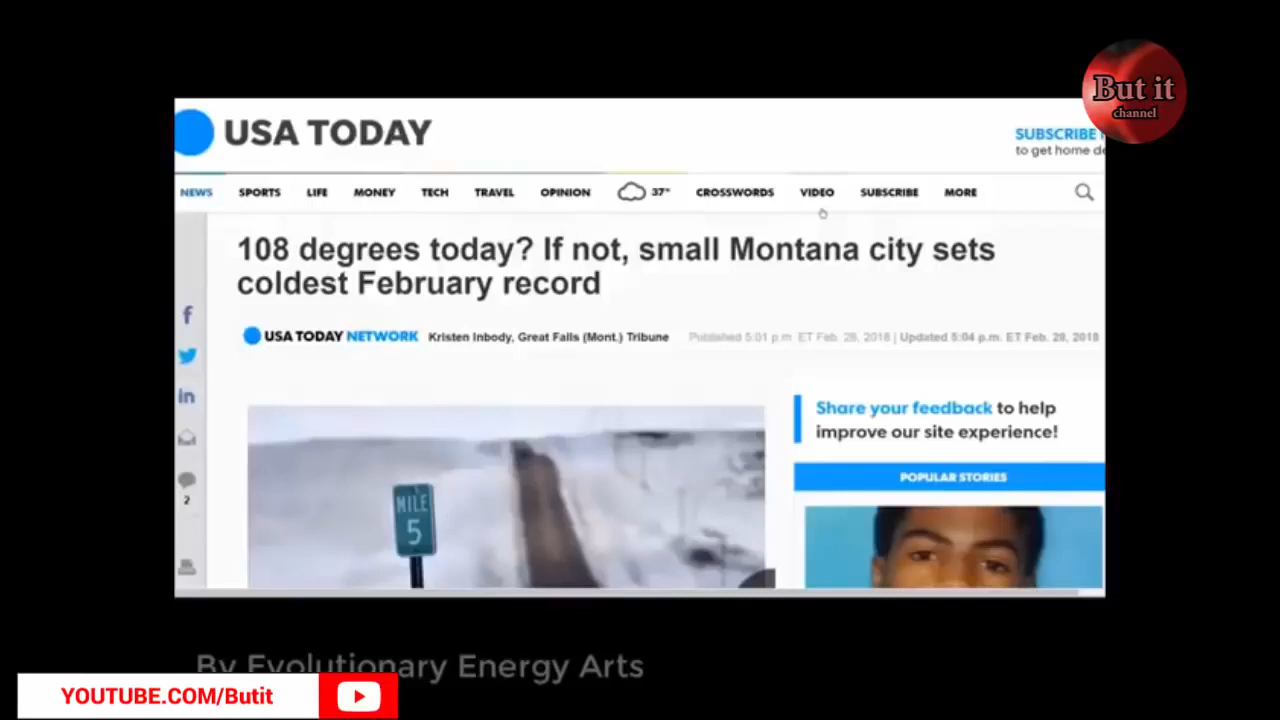 But it
channel
USA TODAY
SUBSCRIBE
to get home de
NEWS SPORTS LIFE MONEY TECH TRAVEL OPINION 37° CROSSWORDS VIDEO SUBSCRIBE MORE
108 degrees today? If not, small Montana city sets
coldest February record
USA TODAY NETWORK Kristen Inbody, Great Falls (Mont.) Tribune Published 5:01 p.m. ET Feb. 28, 2018 | Updated 5:04 p.m. ET Feb. 28, 2018
Share your feedback to help
improve our site experience!
POPULAR STORIES
2
MILE
5
By Evolutionary Energy Arts
YOUTUBE.COM/Butit